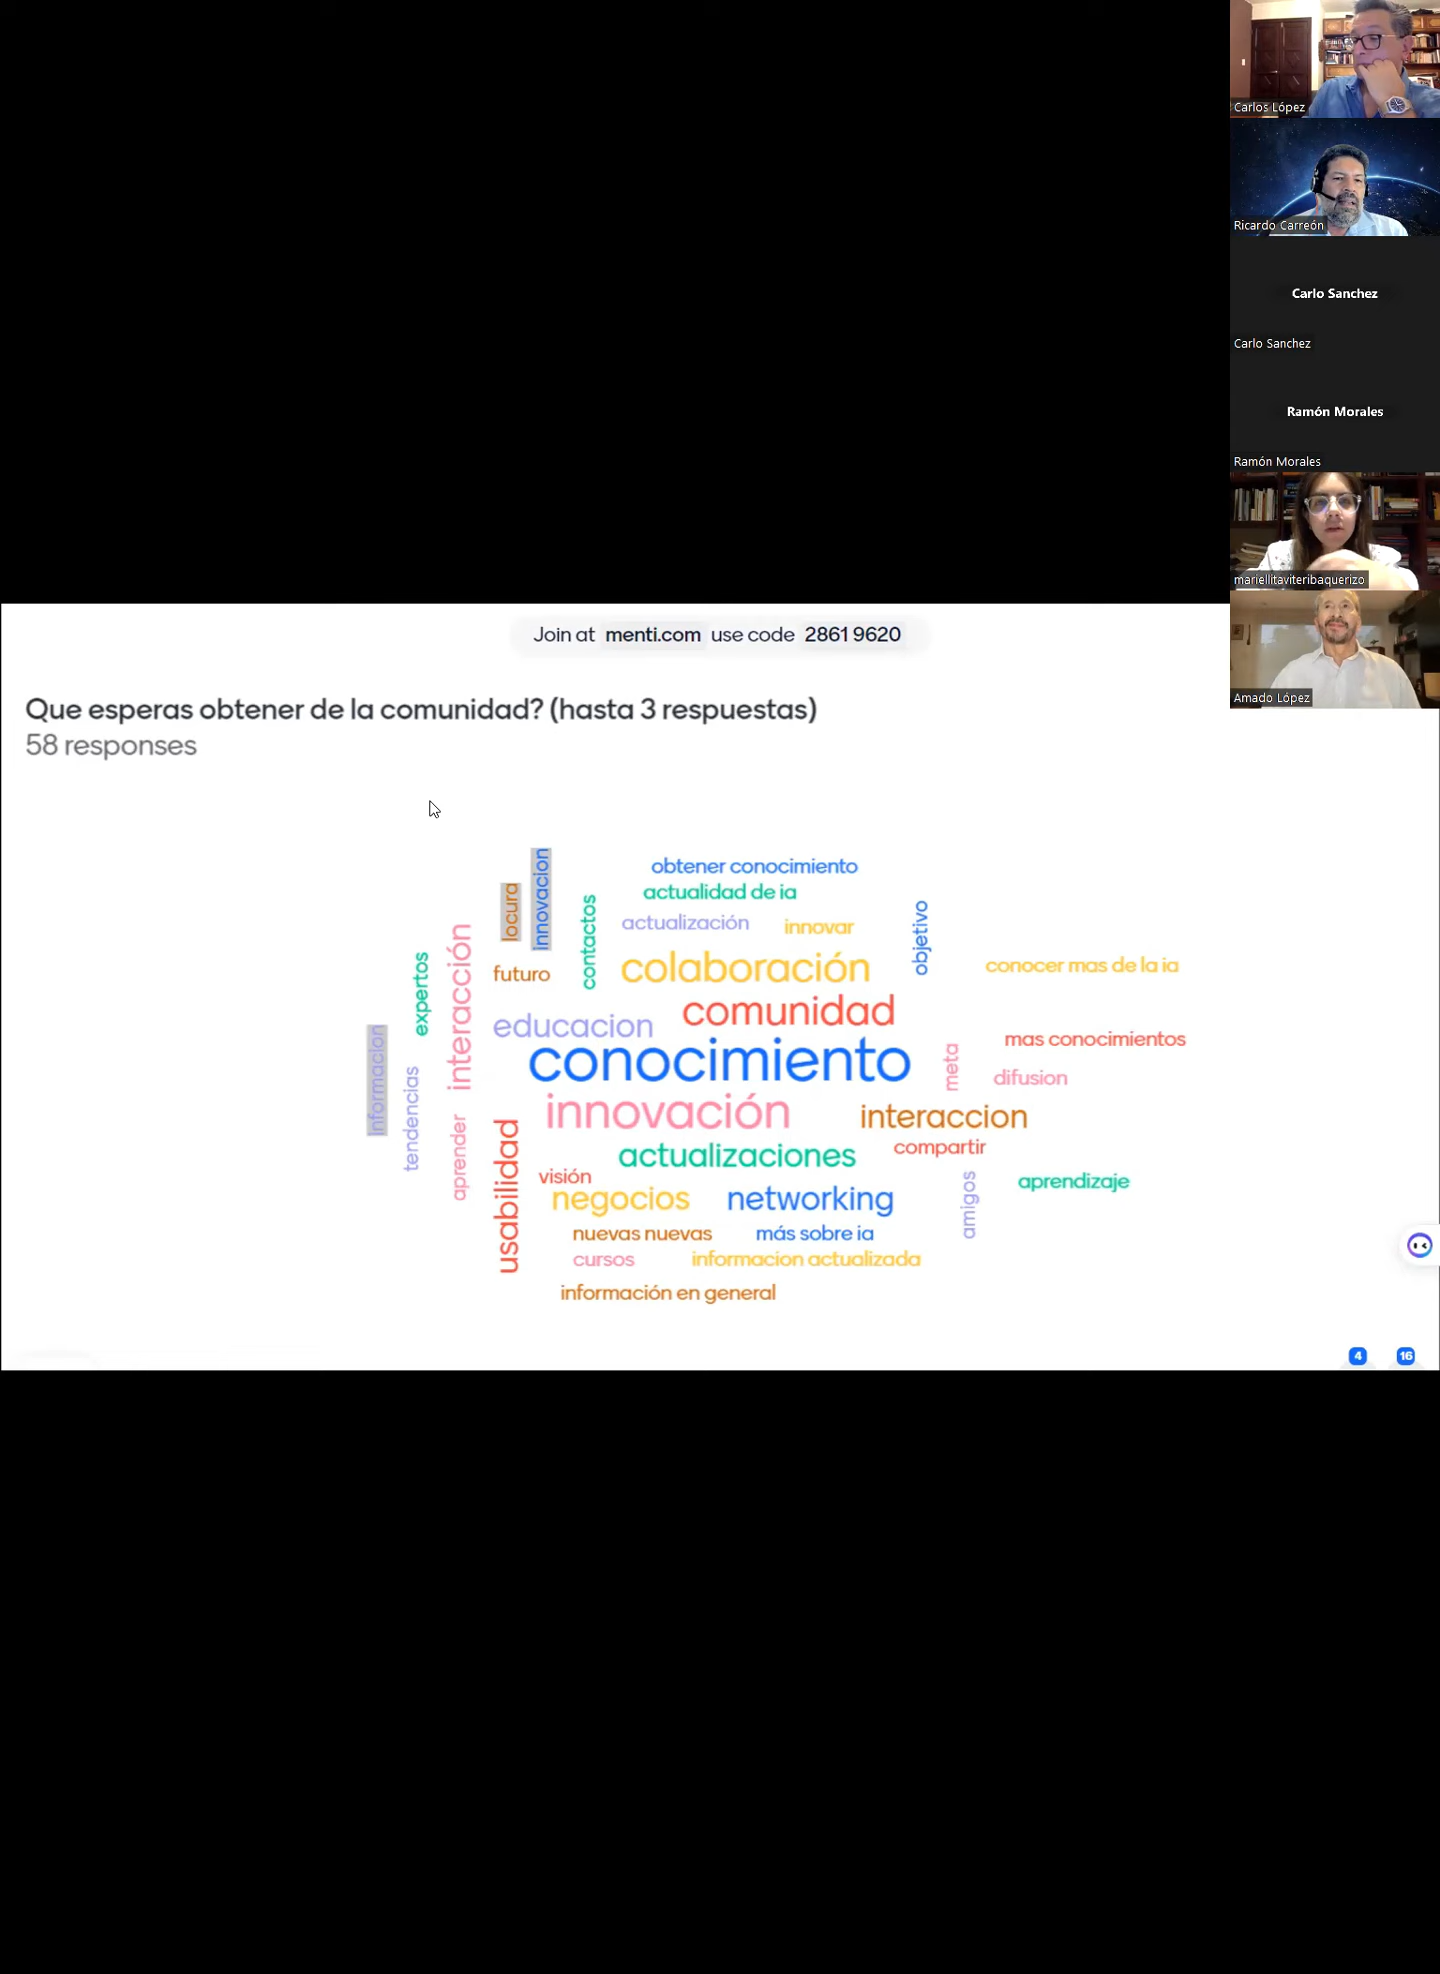 Carlos López
Ricardo Carreón
Carlo Sanchez
Carlo Sanchez
Ramón Morales
Ramón Morales
mariellitaviteribaquerizo
Amado López
Join at menti.com use code 2861 9620
Que esperas obtener de la comunidad? (hasta 3 respuestas)
58 responses
obtener conocimiento
actualidad de ia
actualización
innovar
locura
innovacion
contactos
objetivo
colaboración
conocer mas de la ia
futuro
expertos
interacción
comunidad
educacion
conocimiento
mas conocimientos
meta
difusion
informacion
tendencias
aprender
usabilidad
innovación
interaccion
compartir
actualizaciones
visión
negocios
networking
amigos
aprendizaje
nuevas nuevas
más sobre ia
cursos
informacion actualizada
información en general
4
16